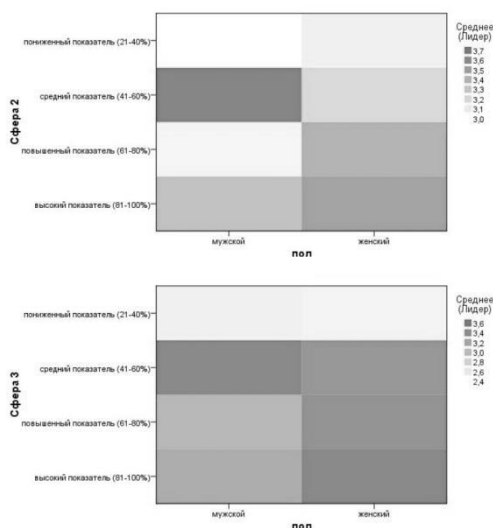 Среднее
(Лидер)
3,7
3,6
3,5
3,4
3,3
3,2
3,1
3,0
Сфера 2
пониженный показатель (21-40%)
средний показатель (41-60%)
повышенный показатель (61-80%)
высокий показатель (81-100%)
мужской женский
пол
Среднее
(Лидер)
3,6
3,4
3,2
3,0
2,8
2,6
2,4
Сфера 3
пониженный показатель (21-40%)
средний показатель (41-60%)
повышенный показатель (61-80%)
высокий показатель (81-100%)
мужской женский
пол